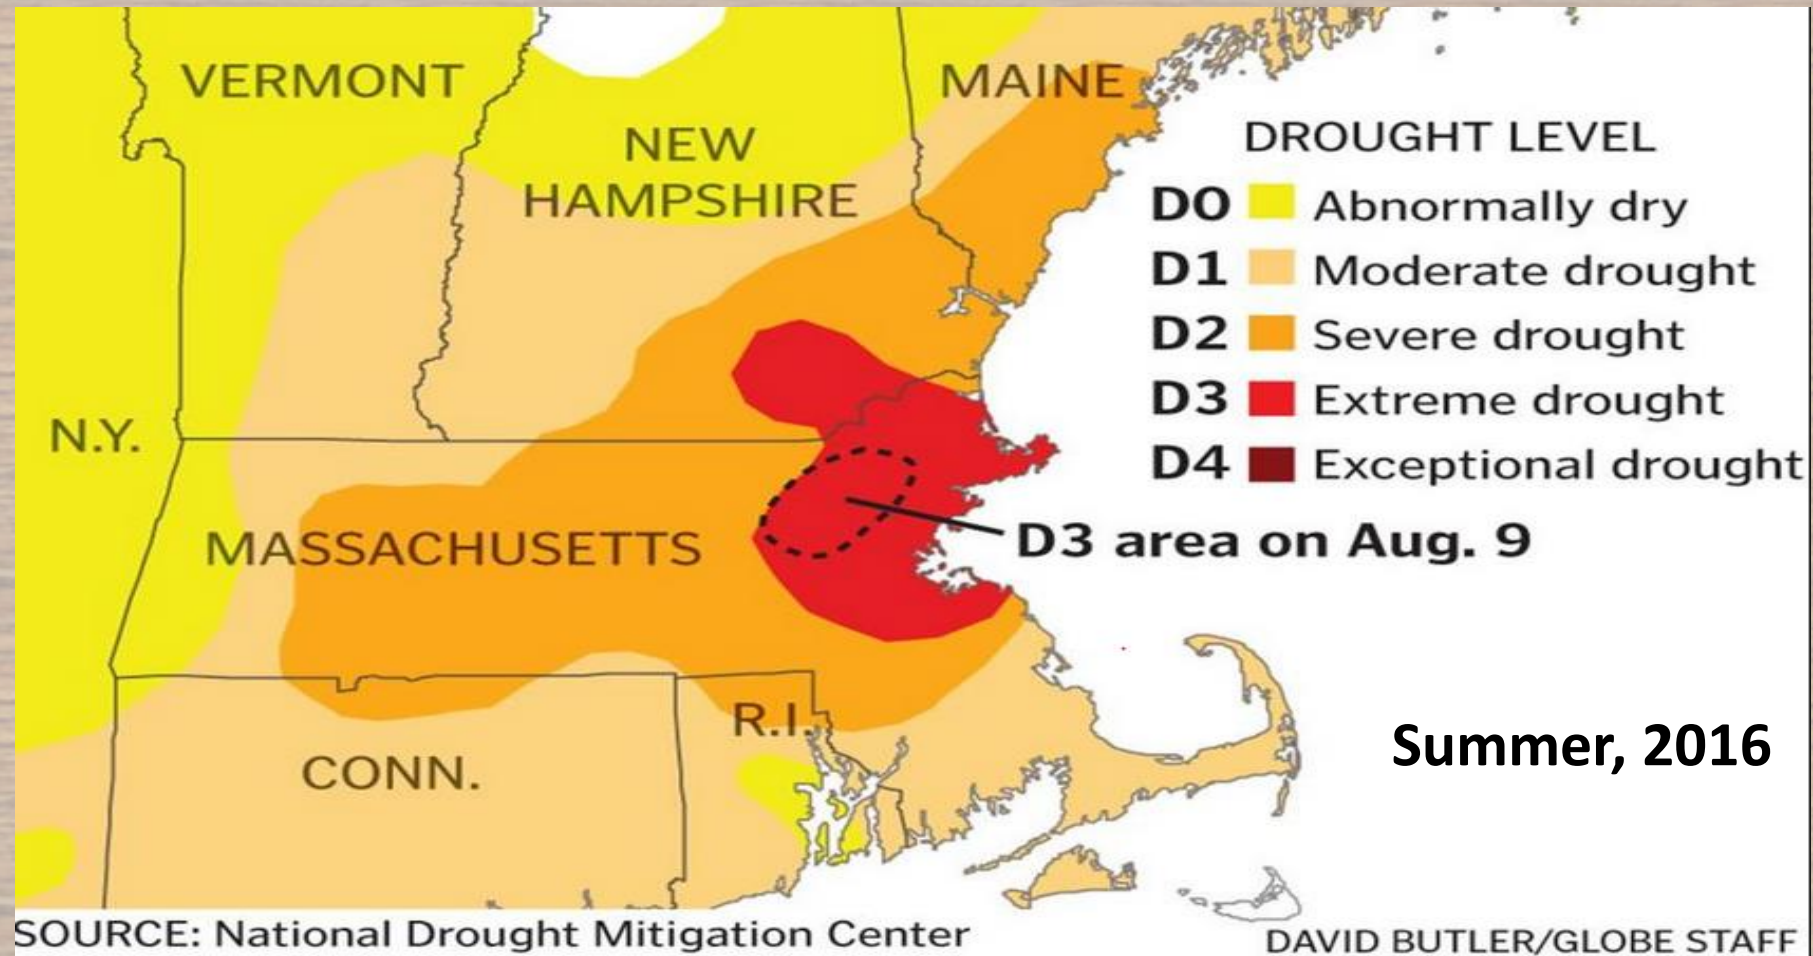 VERMONT
MAINE
NEW
HAMPSHIRE
DROUGHT LEVEL
D0 Abnormally dry
D1 Moderate drought
D2 Severe drought
D3 Extreme drought
D4 Exceptional drought
N.Y.
MASSACHUSETTS
D3 area on Aug. 9
R.I.
CONN.
Summer, 2016
SOURCE: National Drought Mitigation Center
DAVID BUTLER/GLOBE STAFF